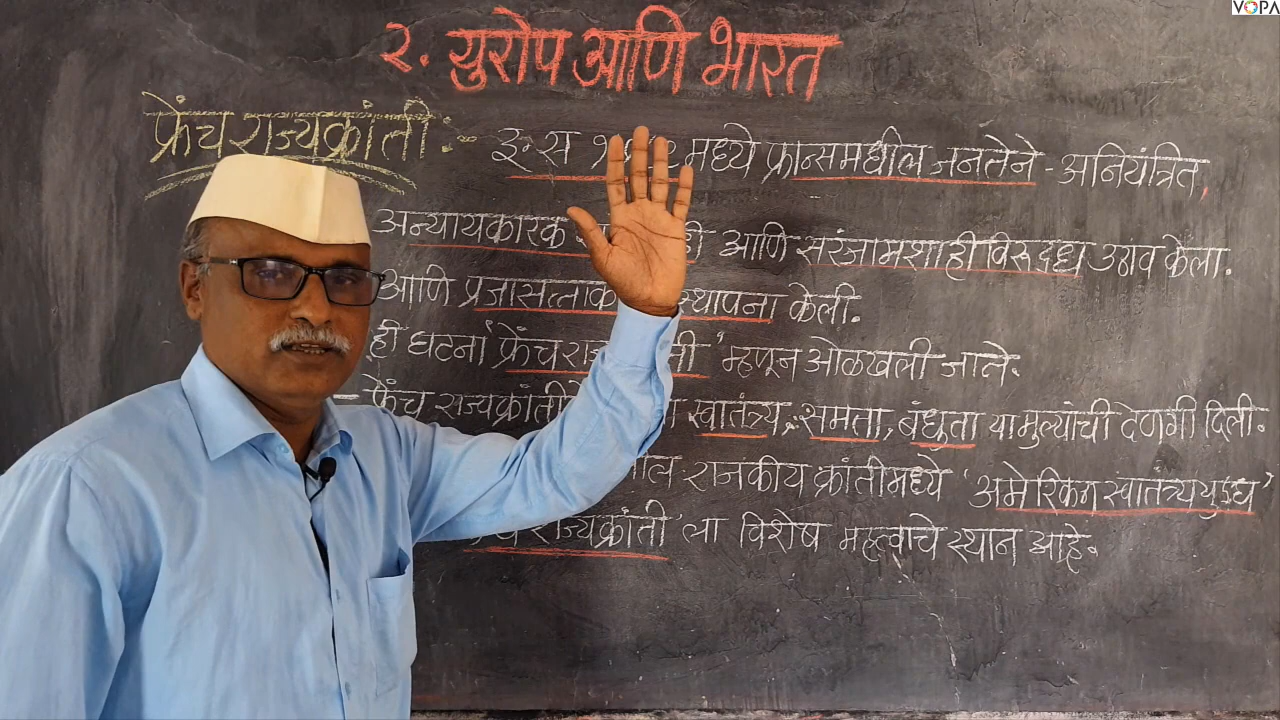 VOPA
२. युरोप आणि भारत
फ्रेंच राज्यक्रांती :- इ.स मध्ये फ्रान्समधील जनतेने - अनियंत्रित,
अन्यायकारक आणि सरंजामशाही विरुद्ध उठाव केला.
आणि प्रजासत्ताक स्थापना केली.
ही घटना 'फ्रेंच म्हणून ओळखली जाते.
- फ्रेंच राज्यक्रांतीने स्वातंत्र्य, समता, बंधुता या मुल्यांची देणगी दिली.
राजकीय क्रांतीमध्ये 'अमेरिकन स्वातंत्र्ययुद्ध'
राज्यक्रांती 'ला विशेष महत्वाचे स्थान आहे.